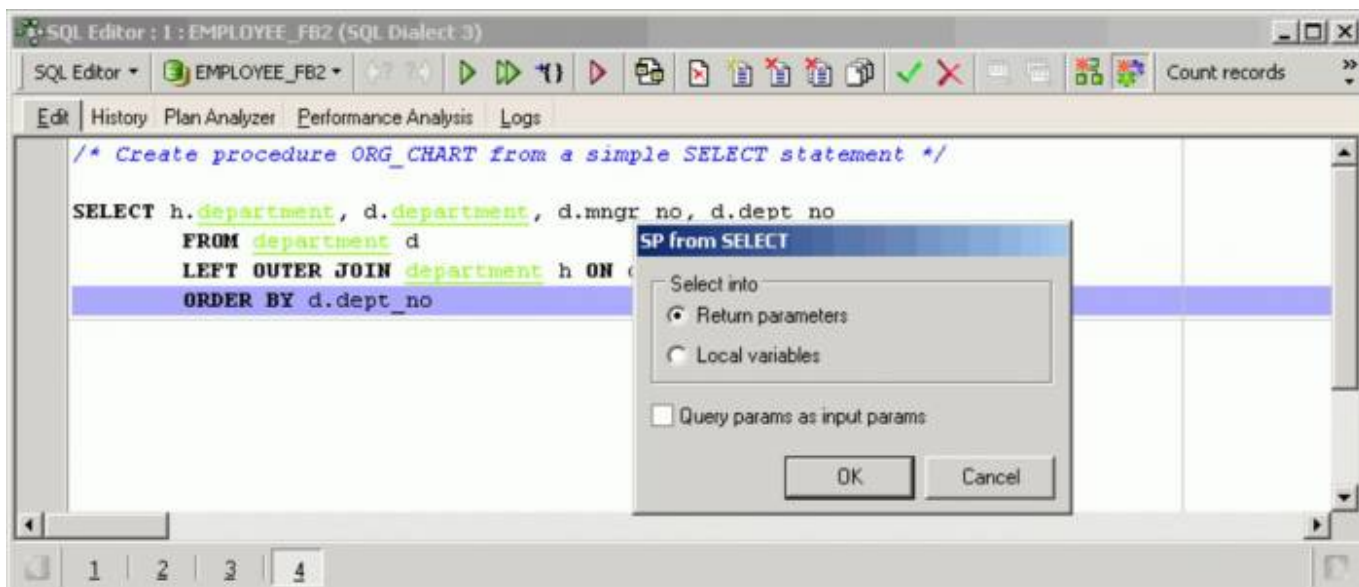 SQL Editor : 1 : EMPLOYEE_FB2 (SQL Dialect 3)
SQL Editor EMPLOYEE_FB2 Count records
Edit History Plan Analyzer Performance Analysis Logs
/* Create procedure ORG_CHART from a simple SELECT statement */
SELECT h.department, d.department, d.mngr_no, d.dept_no
FROM department d
LEFT OUTER JOIN department h ON
ORDER BY d.dept_no
SP from SELECT
Select into
Return parameters
Local variables
Query params as input params
OK Cancel
1 2 3 4